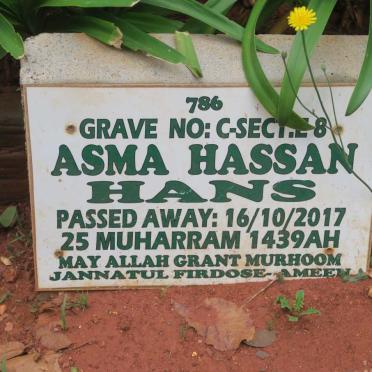 786
GRAVE NO: C-SECT:E 8
ASMA HASSAN
HANS
PASSED AWAY: 16/10/2017
25 MUHARRAM 1439AH
MAY ALLAH GRANT MURHOOM
JANNATUL FIRDOSE-AMEEN